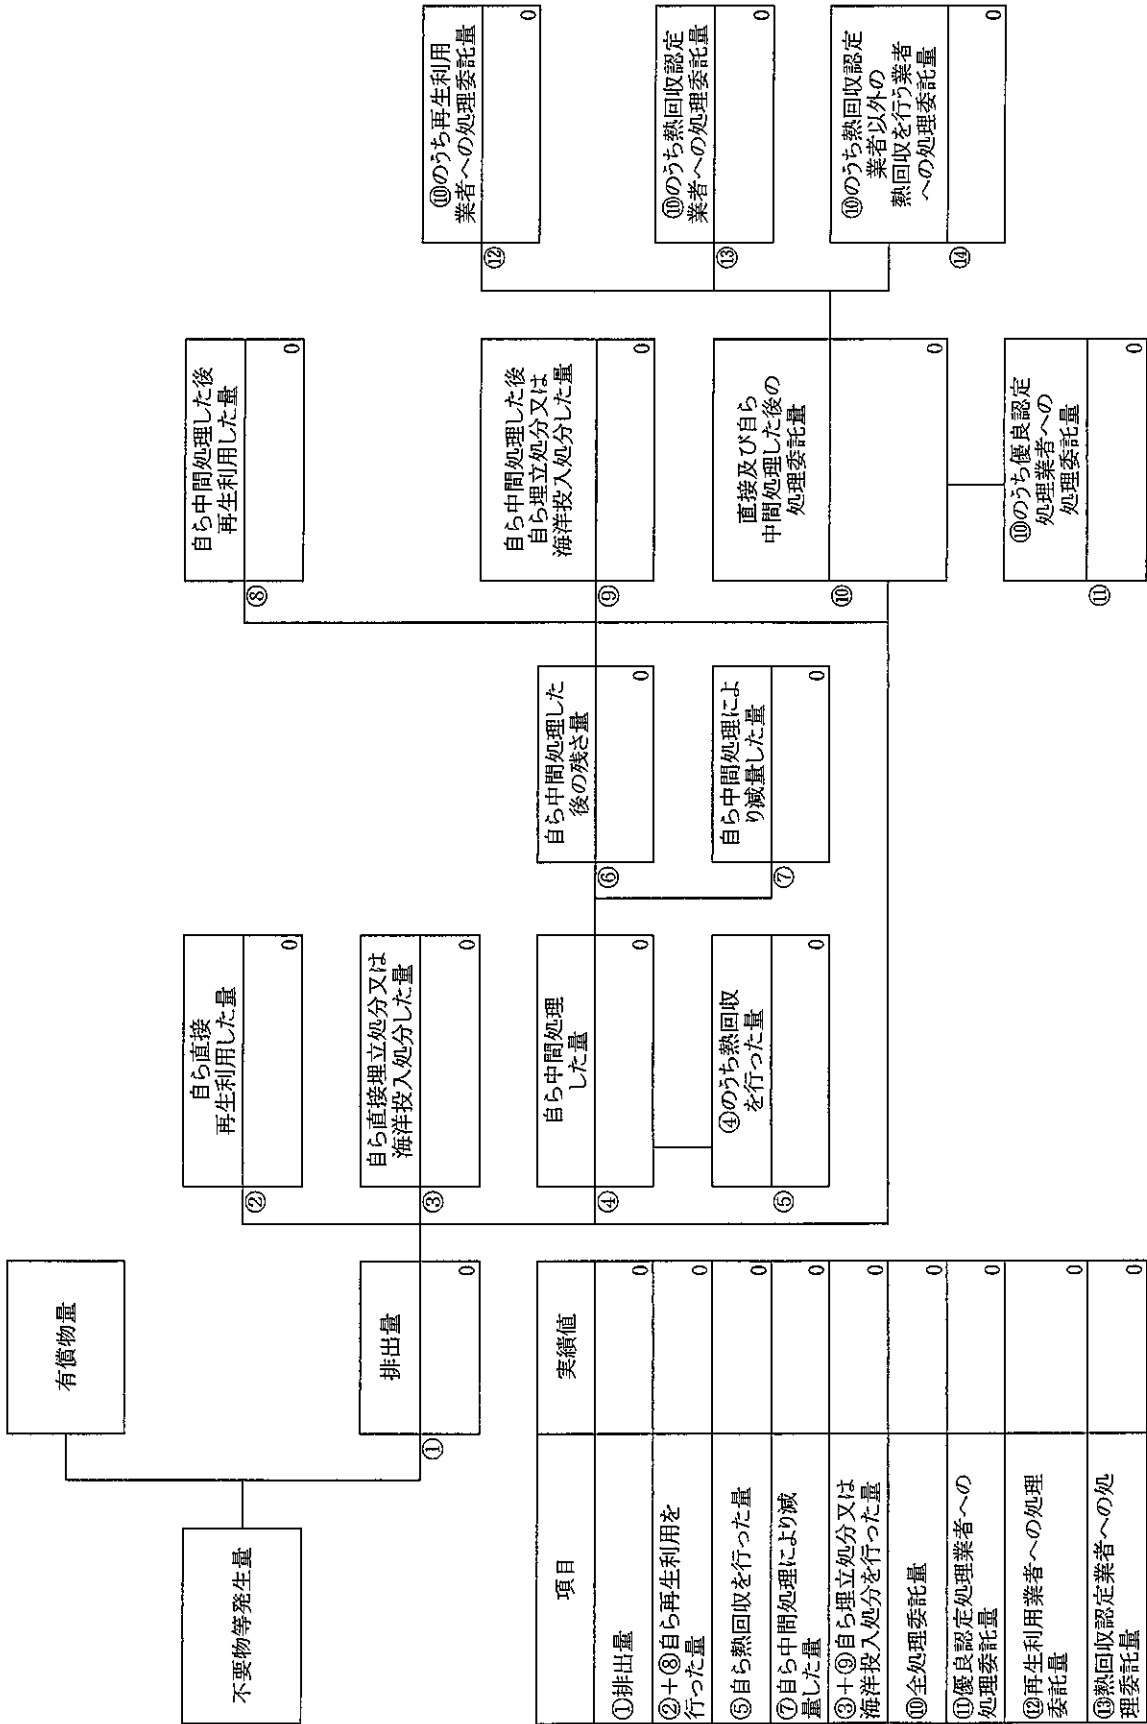 不要物等発生量
有償物量
排出量
①
0
自ら直接
再生利用した量
②
0
自ら直接埋立処分又は
海洋投入処分した量
③
0
自ら中間処理
した量
④
0
④のうち熱回収
を行った量
⑤
0
自ら中間処理した
後の残さ量
⑥
0
自ら中間処理によ
り減量した量
⑦
0
自ら中間処理した後
再生利用した量
⑧
0
自ら中間処理した後
自ら埋立処分又は
海洋投入処分した量
⑨
0
直接及び自ら
中間処理した後の
処理委託量
⑩
0
⑩のうち優良認定
処理業者への
処理委託量
⑪
0
⑩のうち再生利用
業者への処理委託量
⑫
0
⑩のうち熱回収認定
業者への処理委託量
⑬
0
⑩のうち熱回収認定
業者以外の
熱回収を行う業者
への処理委託量
⑭
0
項目 実績値
①排出量 0
②+⑧自ら再生利用を
行った量 0
⑤自ら熱回収を行った量 0
⑦自ら中間処理により減
量した量 0
③+⑨自ら埋立処分又は
海洋投入処分を行った量 0
⑩全処理委託量 0
⑪優良認定処理業者への
処理委託量 0
⑫再生利用業者への処理
委託量 0
⑬熱回収認定業者への処
理委託量 0